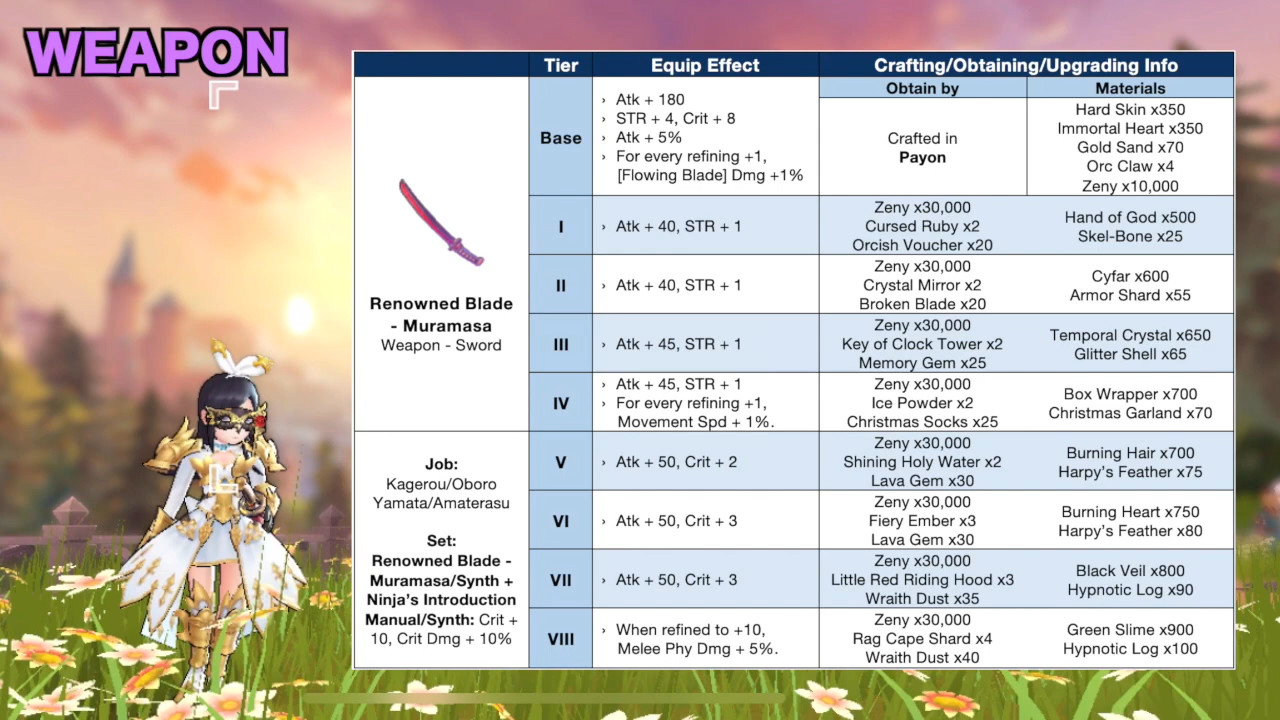 WEAPON
Tier
Equip Effect
Crafting/Obtaining/Upgrading Info
Obtain by
Materials
Renowned Blade
- Muramasa
Weapon - Sword
Base
› Atk + 180
› STR + 4, Crit + 8
› Atk + 5%
› For every refining +1,
[Flowing Blade] Dmg +1%
Crafted in
Payon
Hard Skin x350
Immortal Heart x350
Gold Sand x70
Orc Claw x4
Zeny x10,000
I
› Atk + 40, STR + 1
Zeny x30,000
Cursed Ruby x2
Orcish Voucher x20
Hand of God x500
Skel-Bone x25
II
› Atk + 40, STR + 1
Zeny x30,000
Crystal Mirror x2
Broken Blade x20
Cyfar x600
Armor Shard x55
III
› Atk + 45, STR + 1
Zeny x30,000
Key of Clock Tower x2
Memory Gem x25
Temporal Crystal x650
Glitter Shell x65
IV
› Atk + 45, STR + 1
› For every refining +1,
Movement Spd + 1%.
Zeny x30,000
Ice Powder x2
Christmas Socks x25
Box Wrapper x700
Christmas Garland x70
Job:
Kagerou/Oboro
Yamata/Amaterasu
Set:
Renowned Blade -
Muramasa/Synth +
Ninja's Introduction
Manual/Synth: Crit +
10, Crit Dmg + 10%
V
› Atk + 50, Crit + 2
Zeny x30,000
Shining Holy Water x2
Lava Gem x30
Burning Hair x700
Harpy's Feather x75
VI
› Atk + 50, Crit + 3
Zeny x30,000
Fiery Ember x3
Lava Gem x30
Burning Heart x750
Harpy's Feather x80
VII
› Atk + 50, Crit + 3
Zeny x30,000
Little Red Riding Hood x3
Wraith Dust x35
Black Veil x800
Hypnotic Log x90
VIII
› When refined to +10,
Melee Phy Dmg + 5%.
Zeny x30,000
Rag Cape Shard x4
Wraith Dust x40
Green Slime x900
Hypnotic Log x100